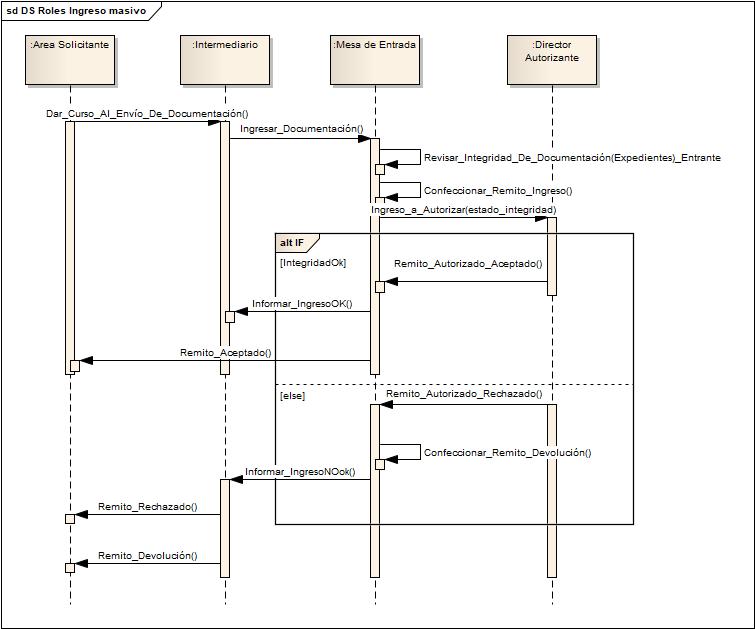 sd DS Roles Ingreso masivo
:Area Solicitante
:Intermediario
:Mesa de Entrada
:Director
Autorizante
Dar_Curso_Al_Envío_De_Documentación()
Ingresar_Documentación()
Revisar_Integridad_De_Documentación(Expedientes)_Entrante
Confeccionar_Remito_Ingreso()
Ingreso_a_Autorizar(estado_integridad)
alt IF
[IntegridadOk]
Remito_Autorizado_Aceptado()
Informar_IngresoOK()
Remito_Aceptado()
[else]
Remito_Autorizado_Rechazado()
Confeccionar_Remito_Devolución()
Informar_IngresoNOok()
Remito_Rechazado()
Remito_Devolución()